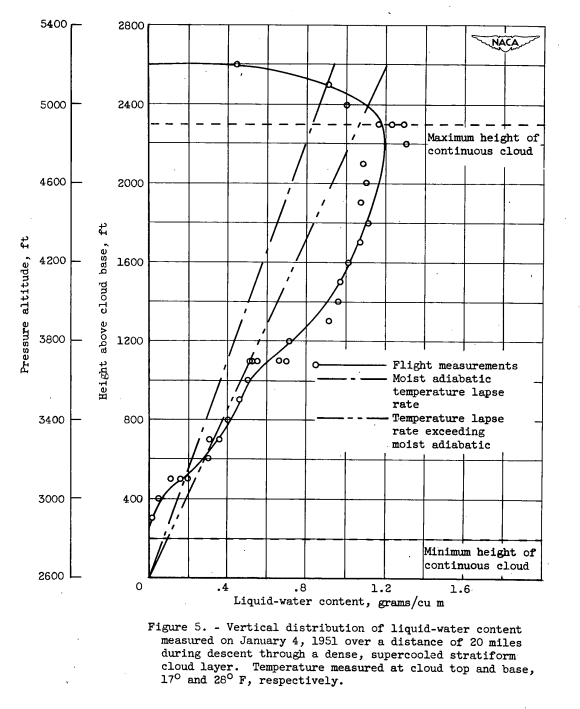 5400
5000
4600
4200
3800
3400
3000
2600
Pressure altitude, ft
2800
2400
2000
1600
1200
800
400
0
Height above cloud base, ft
NACA
Maximum height of
continuous cloud
Flight measurements
Moist adiabatic
temperature lapse
rate
Temperature lapse
rate exceeding
moist adiabatic
Minimum height of
continuous cloud
.4 .8 1.2 1.6
Liquid-water content, grams/cu m
Figure 5. - Vertical distribution of liquid-water content
measured on January 4, 1951 over a distance of 20 miles
during descent through a dense, supercooled stratiform
cloud layer. Temperature measured at cloud top and base,
17° and 28° F, respectively.